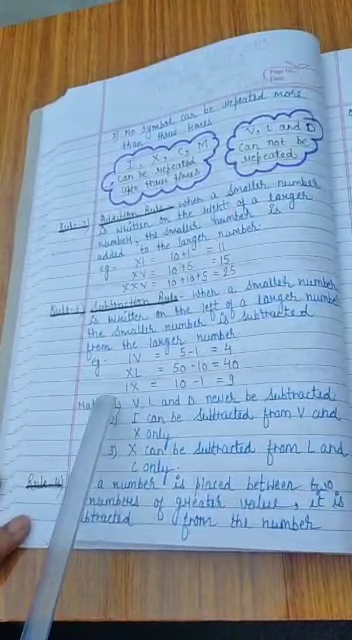 Page No.
Date
3) No symbol can be repeated more
than three times
I, X, C, M
can be repeated
upto three times
V, L and D
can not be
repeated
Rule-2) Addition Rule - When a smaller number
is written on the right of a larger
number, the smaller number is
added to the larger number.
eg - XI = 10+1 = 11
XV = 10+5 = 15
XXV = 10+10+5 = 25
Subtraction Rule - When a smaller number
is written on the left of a larger number
the smaller number is subtracted
from the larger number
eg. IV = 5-1 = 4
XL = 50-10 = 40
IX = 10-1 = 9
V, L and D never be subtracted
2) I can be subtracted from V and
X only
3) X can be subtracted from L and
C only.
Rule 4) a number is placed between two
numbers of greater value, it is
from the number